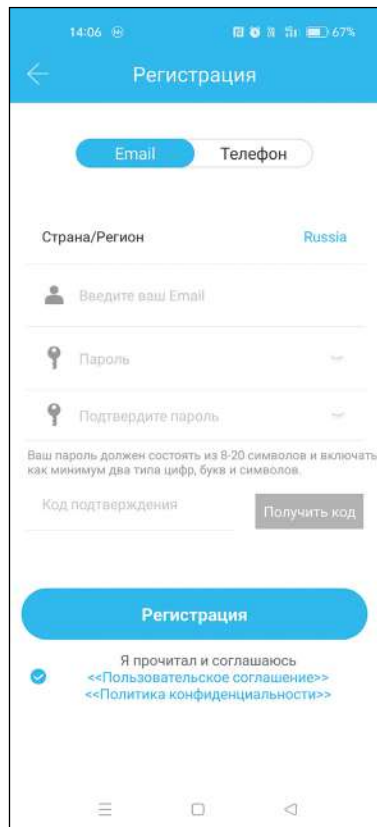 14:06 67%
Регистрация
Email Телефон
Страна/Регион Russia
Введите ваш Email
Пароль
Подтвердите пароль
Ваш пароль должен состоять из 8-20 символов и включать
как минимум два типа цифр, букв и символов.
Код подтверждения Получить код
Регистрация
Я прочитал и соглашаюсь
<<Пользовательское соглашение>>
<<Политика конфиденциальности>>